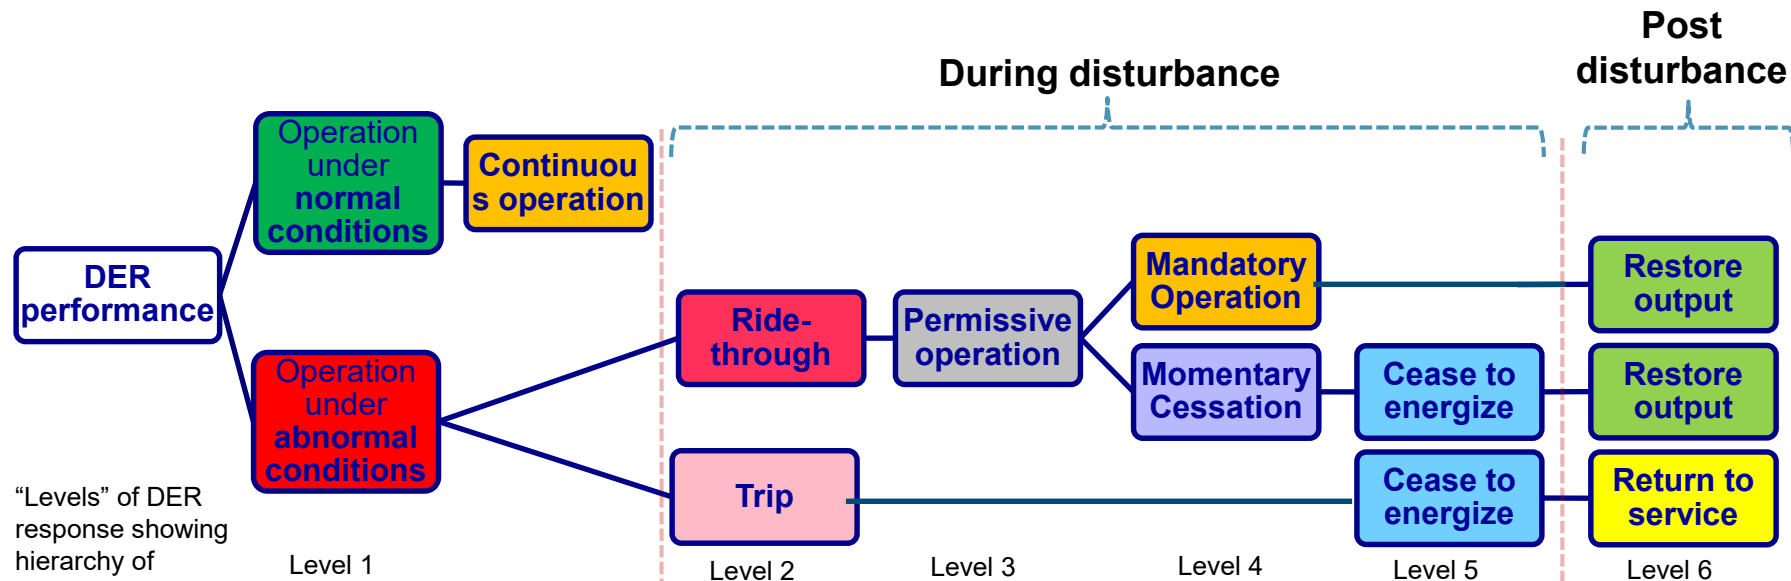 Post
disturbance
During disturbance
Operation
under
normal
conditions
Continuou
s operation
DER
performance
Mandatory
Operation
Restore
output
Ride-
through
Permissive
operation
Operation
under
abnormal
conditions
Momentary
Cessation
Cease to
energize
Restore
output
Trip
Cease to
energize
Return to
service
“Levels” of DER
response showing
hierarchy of
Level 1
Level 2
Level 3
Level 4
Level 5
Level 6